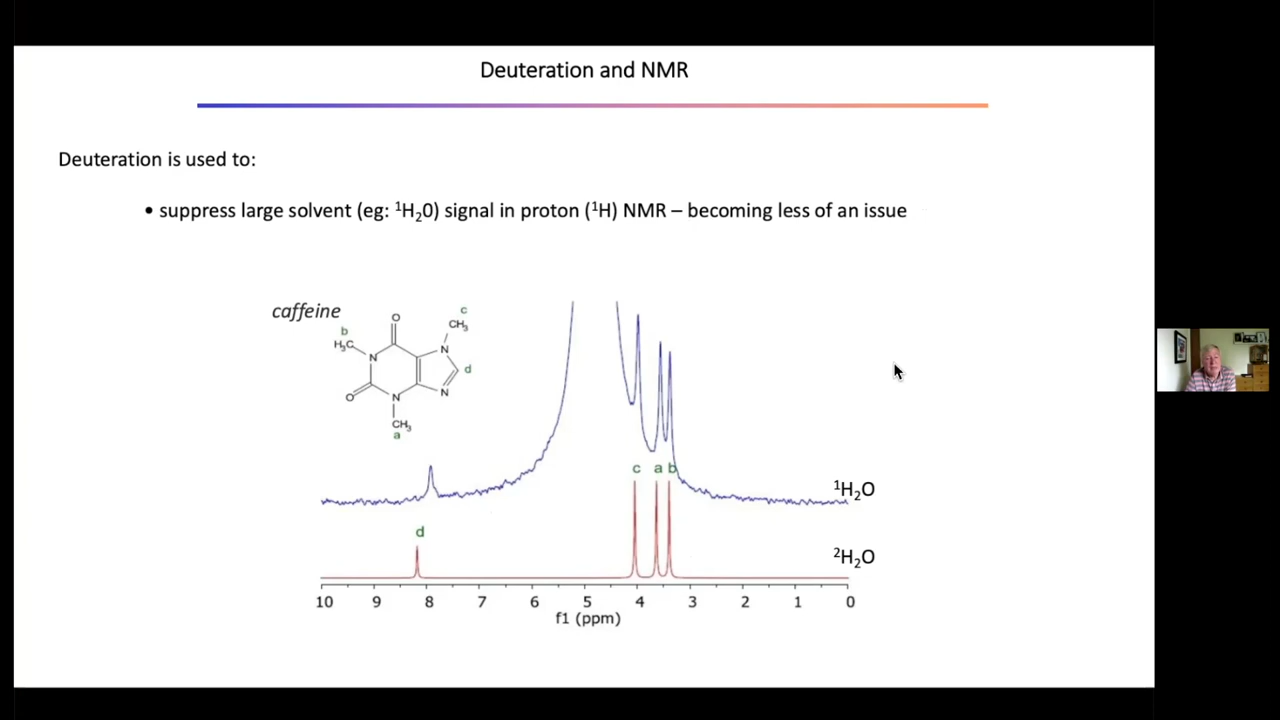 Deuteration and NMR
Deuteration is used to:
• suppress large solvent (eg: ¹H₂0) signal in proton (¹H) NMR – becoming less of an issue
caffeine
c
CH₃
O
b
H₃C
N
N
d
O
N
N
CH₃
a
c a b
¹H₂O
d
²H₂O
10 9 8 7 6 5 4 3 2 1 0
f1 (ppm)